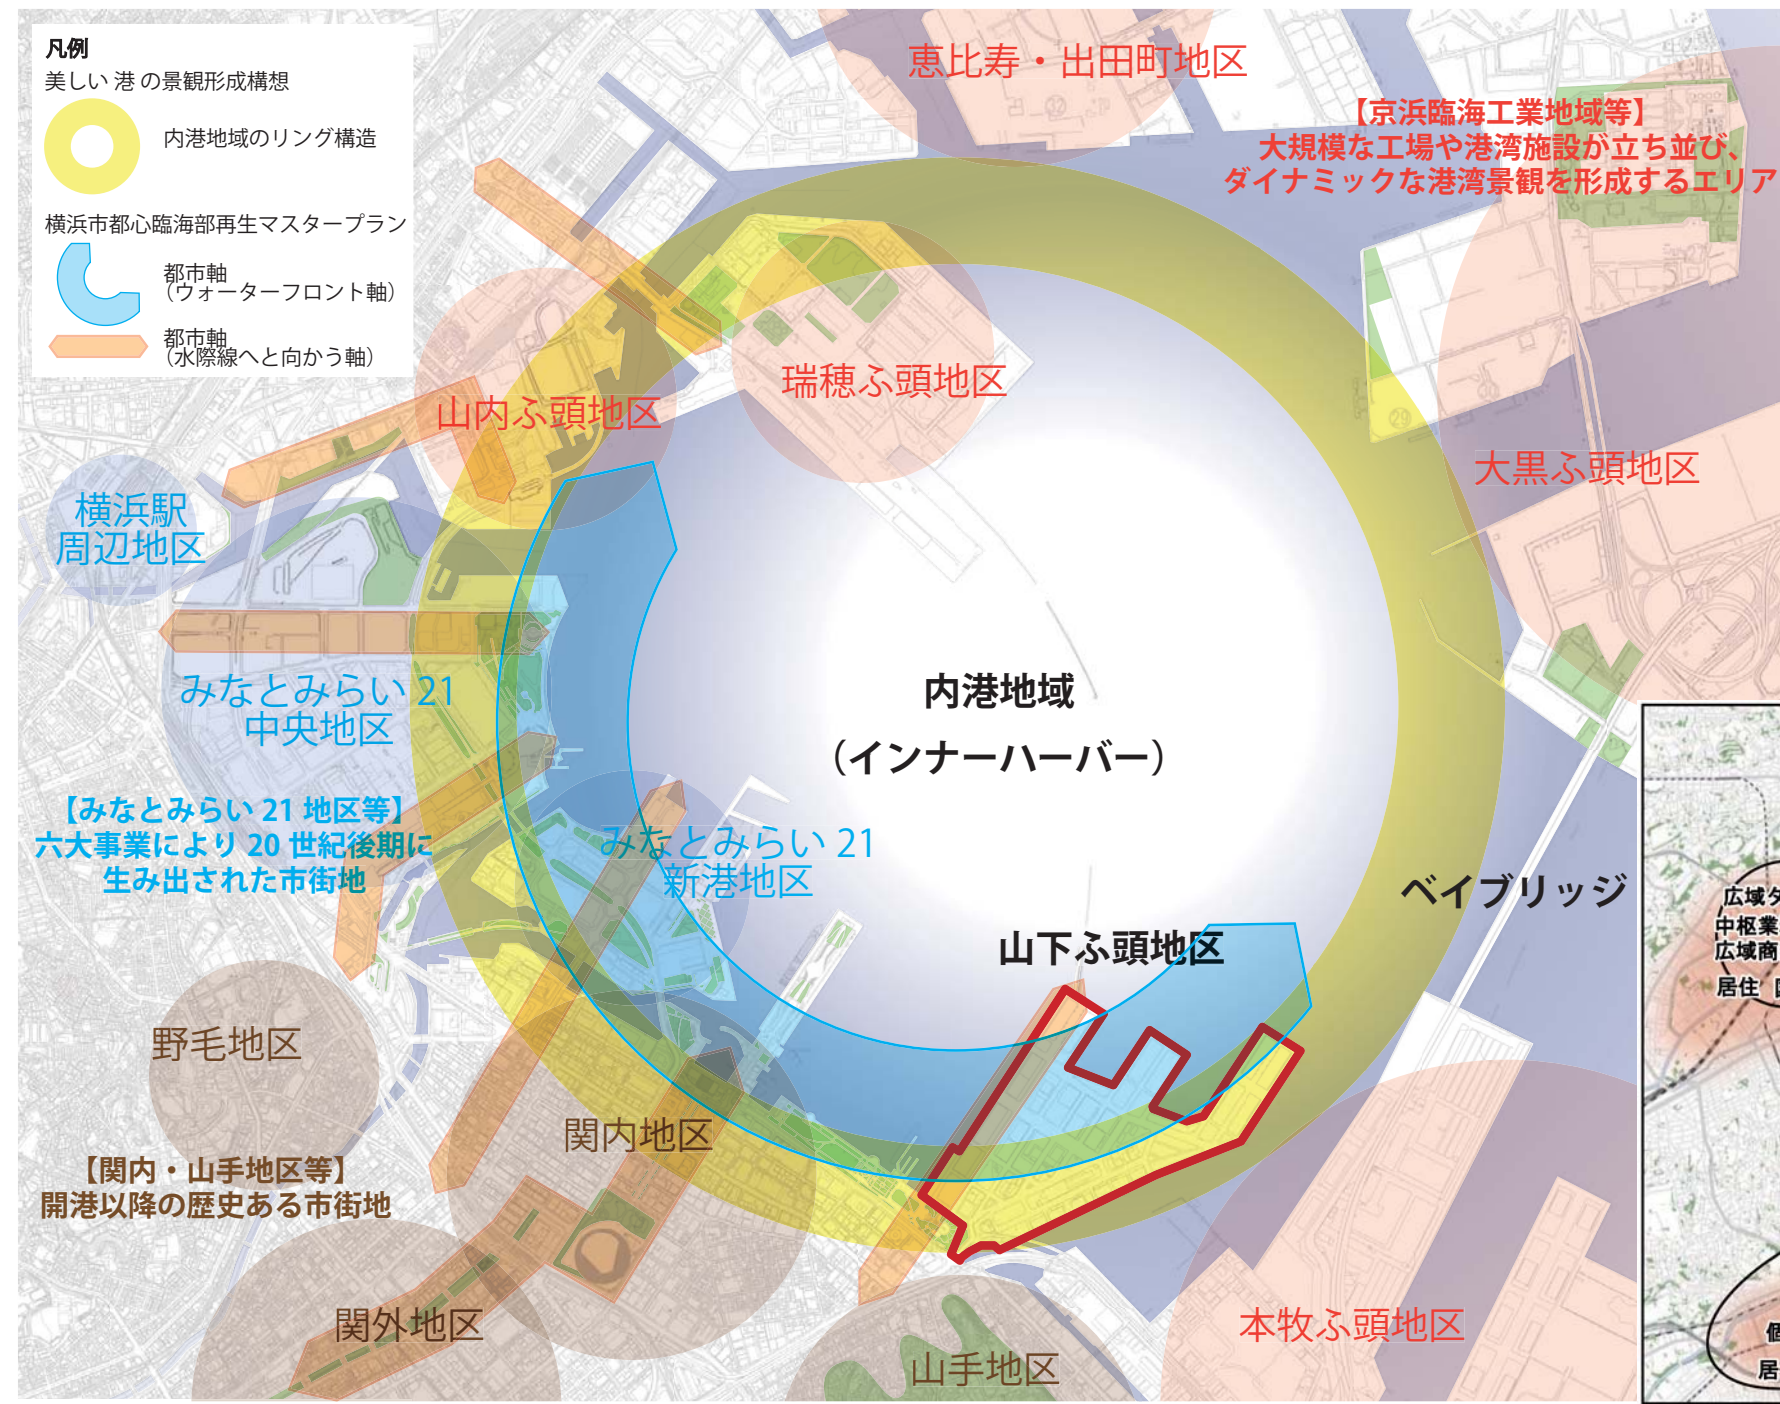 凡例
美しい 港 の景観形成構想
内港地域のリング構造
横浜市都心臨海部再生マスタープラン
都市軸
（ウォーターフロント軸）
都市軸
（水際線へと向かう軸）
恵比寿・出田町地区
【京浜臨海工業地域等】
大規模な工場や港湾施設が立ち並び、
ダイナミックな港湾景観を形成するエリア
瑞穂ふ頭地区
山内ふ頭地区
大黒ふ頭地区
横浜駅
周辺地区
みなとみらい 21
中央地区
内港地域
（インナーハーバー）
【みなとみらい 21 地区等】
六大事業により 20 世紀後期に
生み出された市街地
みなとみらい 21
新港地区
ベイブリッジ
山下ふ頭地区
野毛地区
関内地区
【関内・山手地区等】
開港以降の歴史ある市街地
関外地区
山手地区
本牧ふ頭地区
広域
中枢業
広域商
居住
居